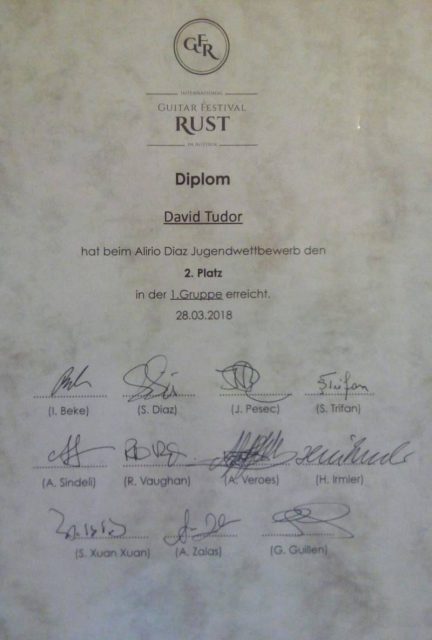 GFR
INTERNATIONAL
GUITAR FESTIVAL
RUST
IN AUSTRIA
Diplom
David Tudor
hat beim Alirio Diaz Jugendwettbewerb den
2. Platz
in der 1.Gruppe erreicht.
28.03.2018
(I. Beke) (S. Diaz) (J. Pesec) (S. Trifan)
(A. Sindeli) (R. Vaughan) (A. Veroes) (H. Irmler)
(S. Xuan Xuan) (A. Zalas) (G. Guillen)